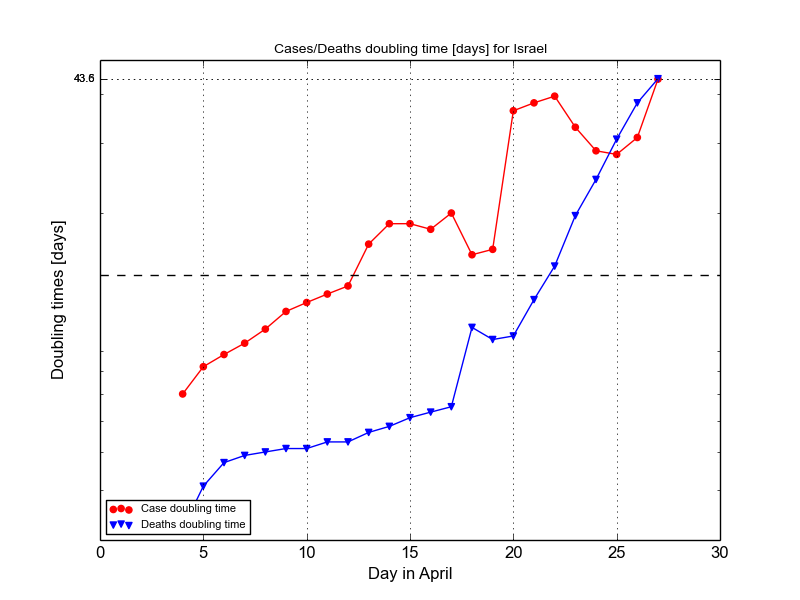 Cases/Deaths doubling time [days] for Israel
43.6
Doubling times [days]
Case doubling time
Deaths doubling time
0 5 10 15 20 25 30
Day in April